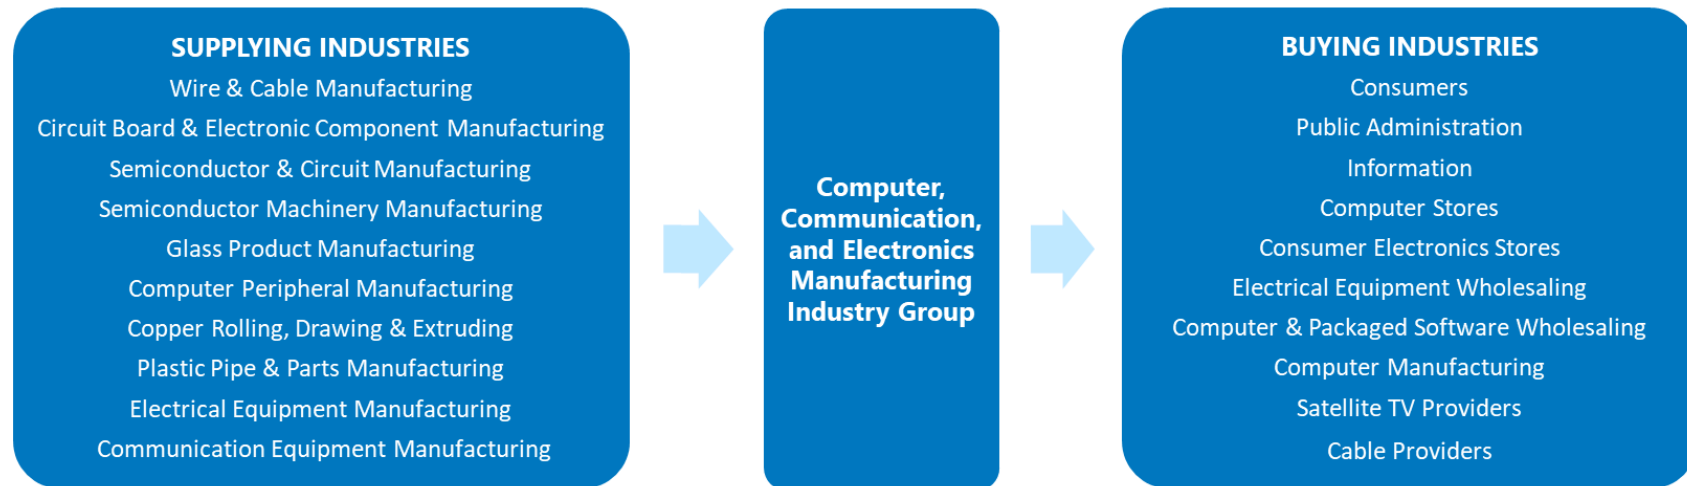 SUPPLYING INDUSTRIES
Wire & Cable Manufacturing
Circuit Board & Electronic Component Manufacturing
Semiconductor & Circuit Manufacturing
Semiconductor Machinery Manufacturing
Glass Product Manufacturing
Computer Peripheral Manufacturing
Copper Rolling, Drawing & Extruding
Plastic Pipe & Parts Manufacturing
Electrical Equipment Manufacturing
Communication Equipment Manufacturing
Computer,
Communication,
and Electronics
Manufacturing
Industry Group
BUYING INDUSTRIES
Consumers
Public Administration
Information
Computer Stores
Consumer Electronics Stores
Electrical Equipment Wholesaling
Computer & Packaged Software Wholesaling
Computer Manufacturing
Satellite TV Providers
Cable Providers